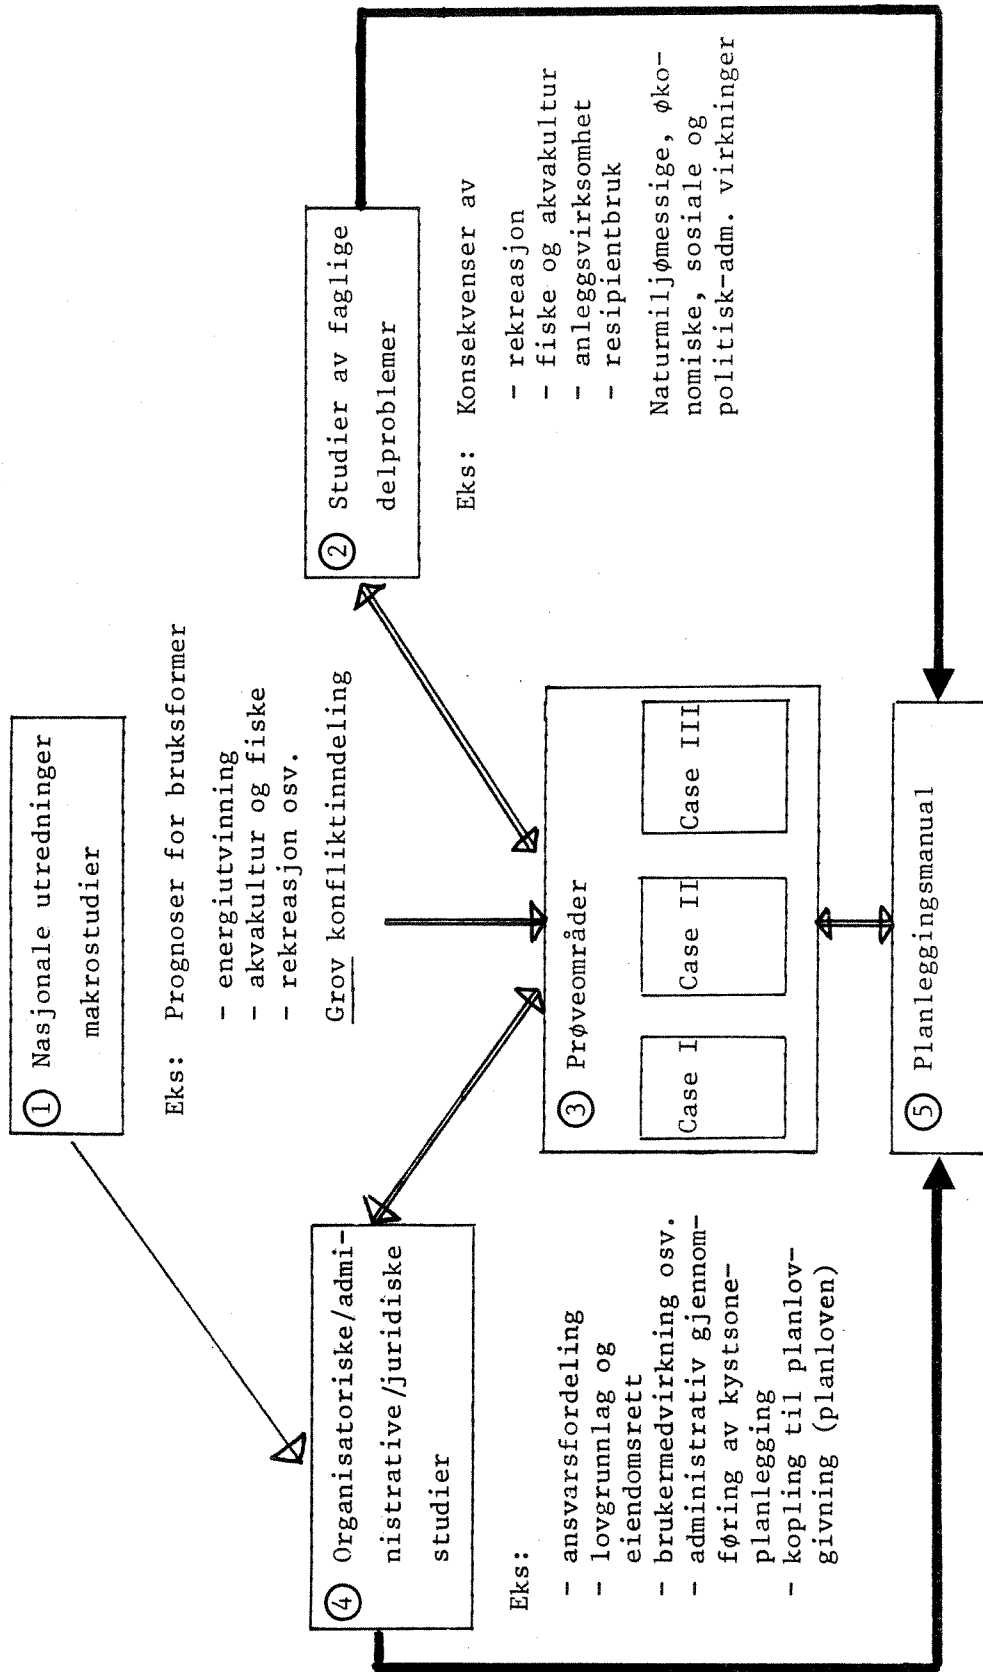 ① Nasjonale utredninger
makrostudier
Eks: Prognoser for bruksformer
- energiutvinning
- akvakultur og fiske
- rekreasjon osv.
Grov konfliktinndeling
④ Organisatoriske/admi-
nistrative/juridiske
studier
Eks:
- ansvarsfordeling
- lovgrunnlag og
eiendomsrett
- brukermedvirkning osv.
- administrativ gjennom-
føring av kystsone-
planlegging
- kopling til planlov-
givning (planloven)
② Studier av faglige
delproblemer
Eks: Konsekvenser av
- rekreasjon
- fiske og akvakultur
- anleggsvirksomhet
- resipientbruk
Naturmiljømessige, øko-
nomiske, sosiale og
politisk-adm. virkninger
③ Prøveområder
Case I
Case II
Case III
⑤ Planleggingsmanual